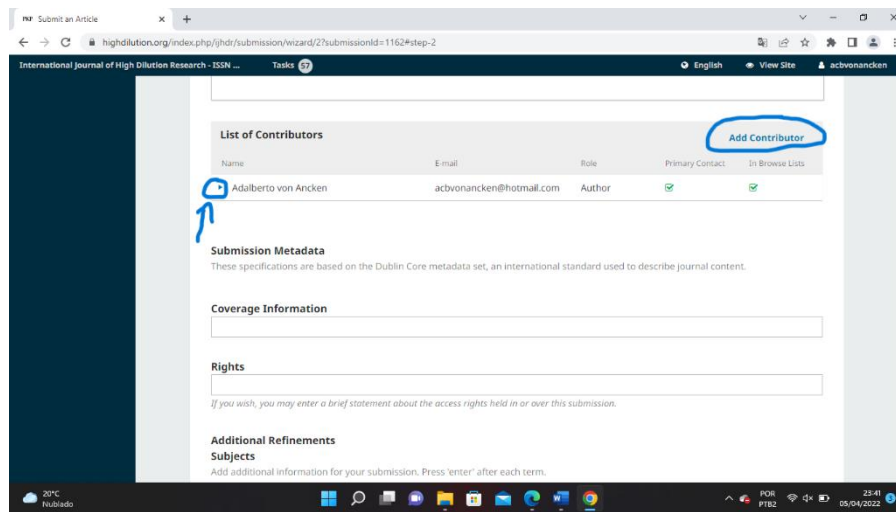 PKP Submit an Article
highdilution.org/index.php/ijhdr/submission/wizard/2?submissionId=1162#step-2
International Journal of High Dilution Research - ISSN ... Tasks 57 English View Site acbvonancken
List of Contributors Add Contributor
Name E-mail Role Primary Contact In Browse Lists
Adalberto von Ancken acbvonancken@hotmail.com Author
Submission Metadata
These specifications are based on the Dublin Core metadata set, an international standard used to describe journal content.
Coverage Information
Rights
If you wish, you may enter a brief statement about the access rights held in or over this submission.
Additional Refinements
Subjects
Add additional information for your submission. Press 'enter' after each term.
20°C POR 23:41
Nublado PTB2 05/04/2022